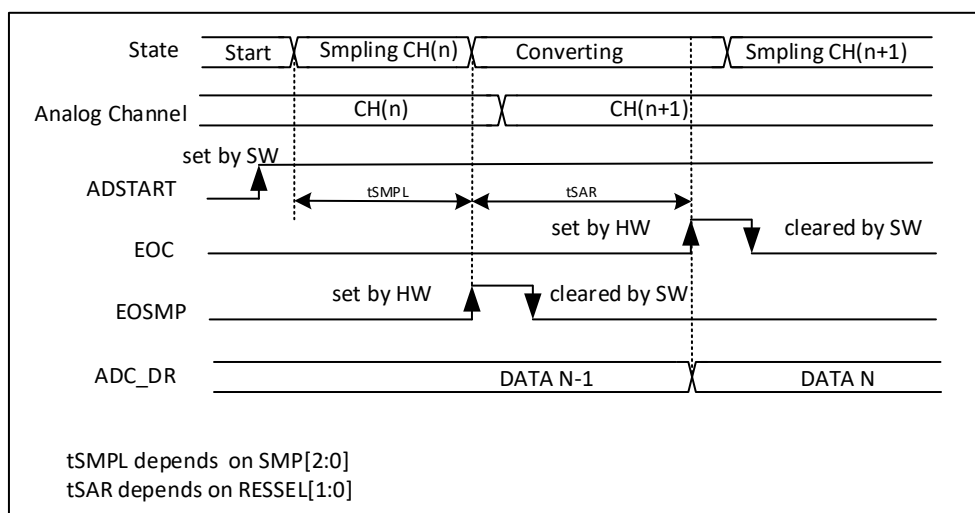 State Start Smpling CH(n) Converting Smpling CH(n+1)
Analog Channel CH(n) CH(n+1)
set by SW
ADSTART tSMPL tSAR
set by HW cleared by SW
EOC
set by HW cleared by SW
EOSMP
ADC_DR DATA N-1 DATA N
tSMPL depends on SMP[2:0]
tSAR depends on RESSEL[1:0]